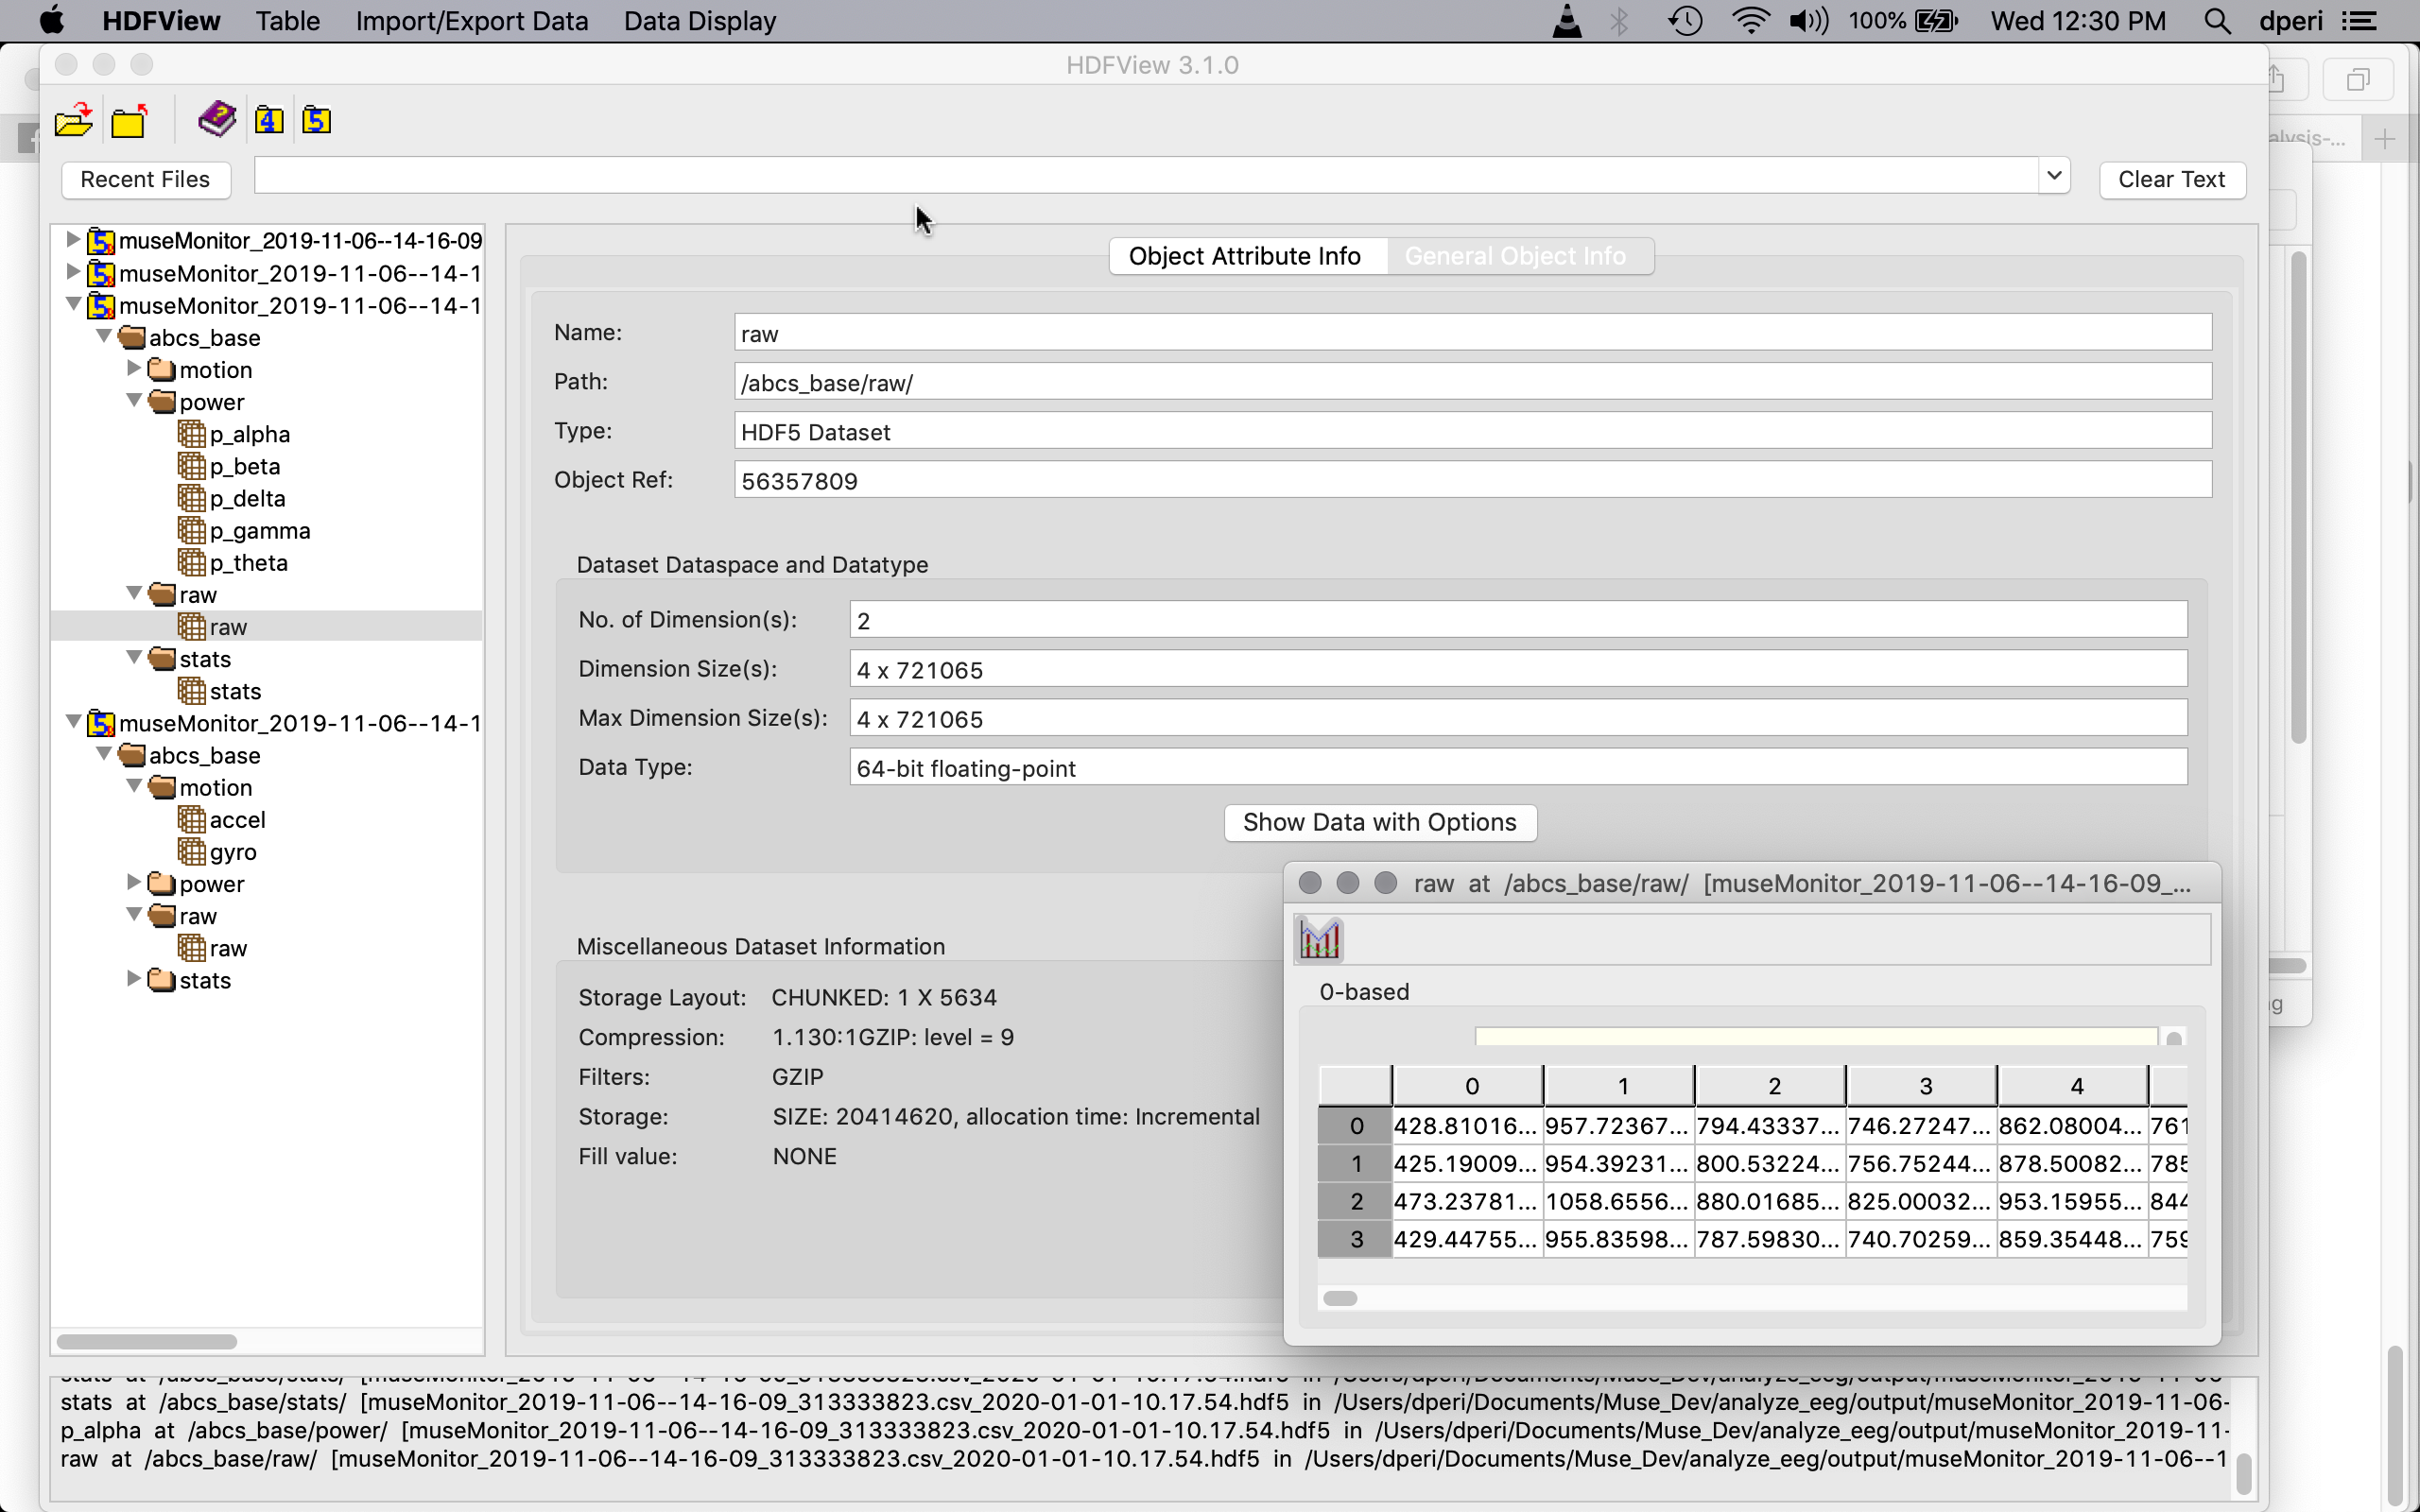 HDFView Table Import/Export Data Data Display 100% Wed 12:30 PM dperi
HDFView 3.1.0
4 5
alysis-...
Recent Files Clear Text
museMonitor_2019-11-06--14-16-09
museMonitor_2019-11-06--14-1
museMonitor_2019-11-06--14-1
abcs_base
motion
power
p_alpha
p_beta
p_delta
p_gamma
p_theta
raw
raw
stats
stats
museMonitor_2019-11-06--14-1
abcs_base
motion
accel
gyro
power
raw
raw
stats
Object Attribute Info General Object Info
Name: raw
Path: /abcs_base/raw/
Type: HDF5 Dataset
Object Ref: 56357809
Dataset Dataspace and Datatype
No. of Dimension(s): 2
Dimension Size(s): 4 x 721065
Max Dimension Size(s): 4 x 721065
Data Type: 64-bit floating-point
Show Data with Options
Miscellaneous Dataset Information
Storage Layout: CHUNKED: 1 X 5634
Compression: 1.130:1GZIP: level = 9
Filters: GZIP
Storage: SIZE: 20414620, allocation time: Incremental
Fill value: NONE
raw at /abcs_base/raw/ [museMonitor_2019-11-06--14-16-09_...
0-based
0 1 2 3 4
0 428.81016... 957.72367... 794.43337... 746.27247... 862.08004... 761
1 425.19009... 954.39231... 800.53224... 756.75244... 878.50082... 785
2 473.23781... 1058.6556... 880.01685... 825.00032... 953.15955... 844
3 429.44755... 955.83598... 787.59830... 740.70259... 859.35448... 759
stats at /abcs_base/stats/ [museMonitor_2019-11-06--14-16-09_313333823.csv_2020-01-01-10.17.54.hdf5 in /Users/dperi/Documents/Muse_Dev/analyze_eeg/output/museMonitor_2019-11-06-
p_alpha at /abcs_base/power/ [museMonitor_2019-11-06--14-16-09_313333823.csv_2020-01-01-10.17.54.hdf5 in /Users/dperi/Documents/Muse_Dev/analyze_eeg/output/museMonitor_2019-11-
raw at /abcs_base/raw/ [museMonitor_2019-11-06--14-16-09_313333823.csv_2020-01-01-10.17.54.hdf5 in /Users/dperi/Documents/Muse_Dev/analyze_eeg/output/museMonitor_2019-11-06--1